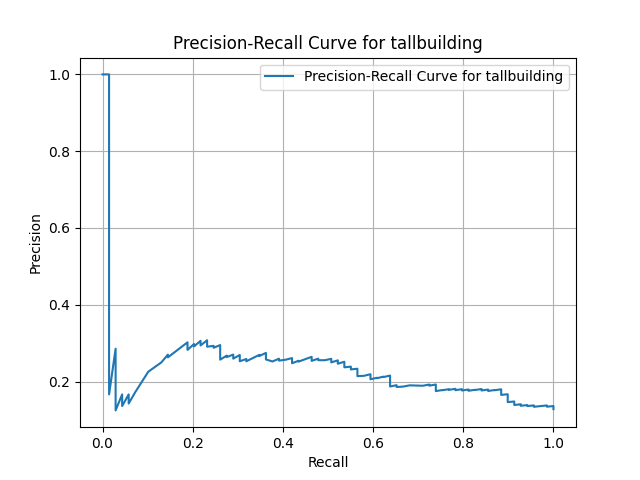 Precision-Recall Curve for tallbuilding
Precision-Recall Curve for tallbuilding
1.0
0.8
0.6
0.4
0.2
Precision
0.0 0.2 0.4 0.6 0.8 1.0
Recall